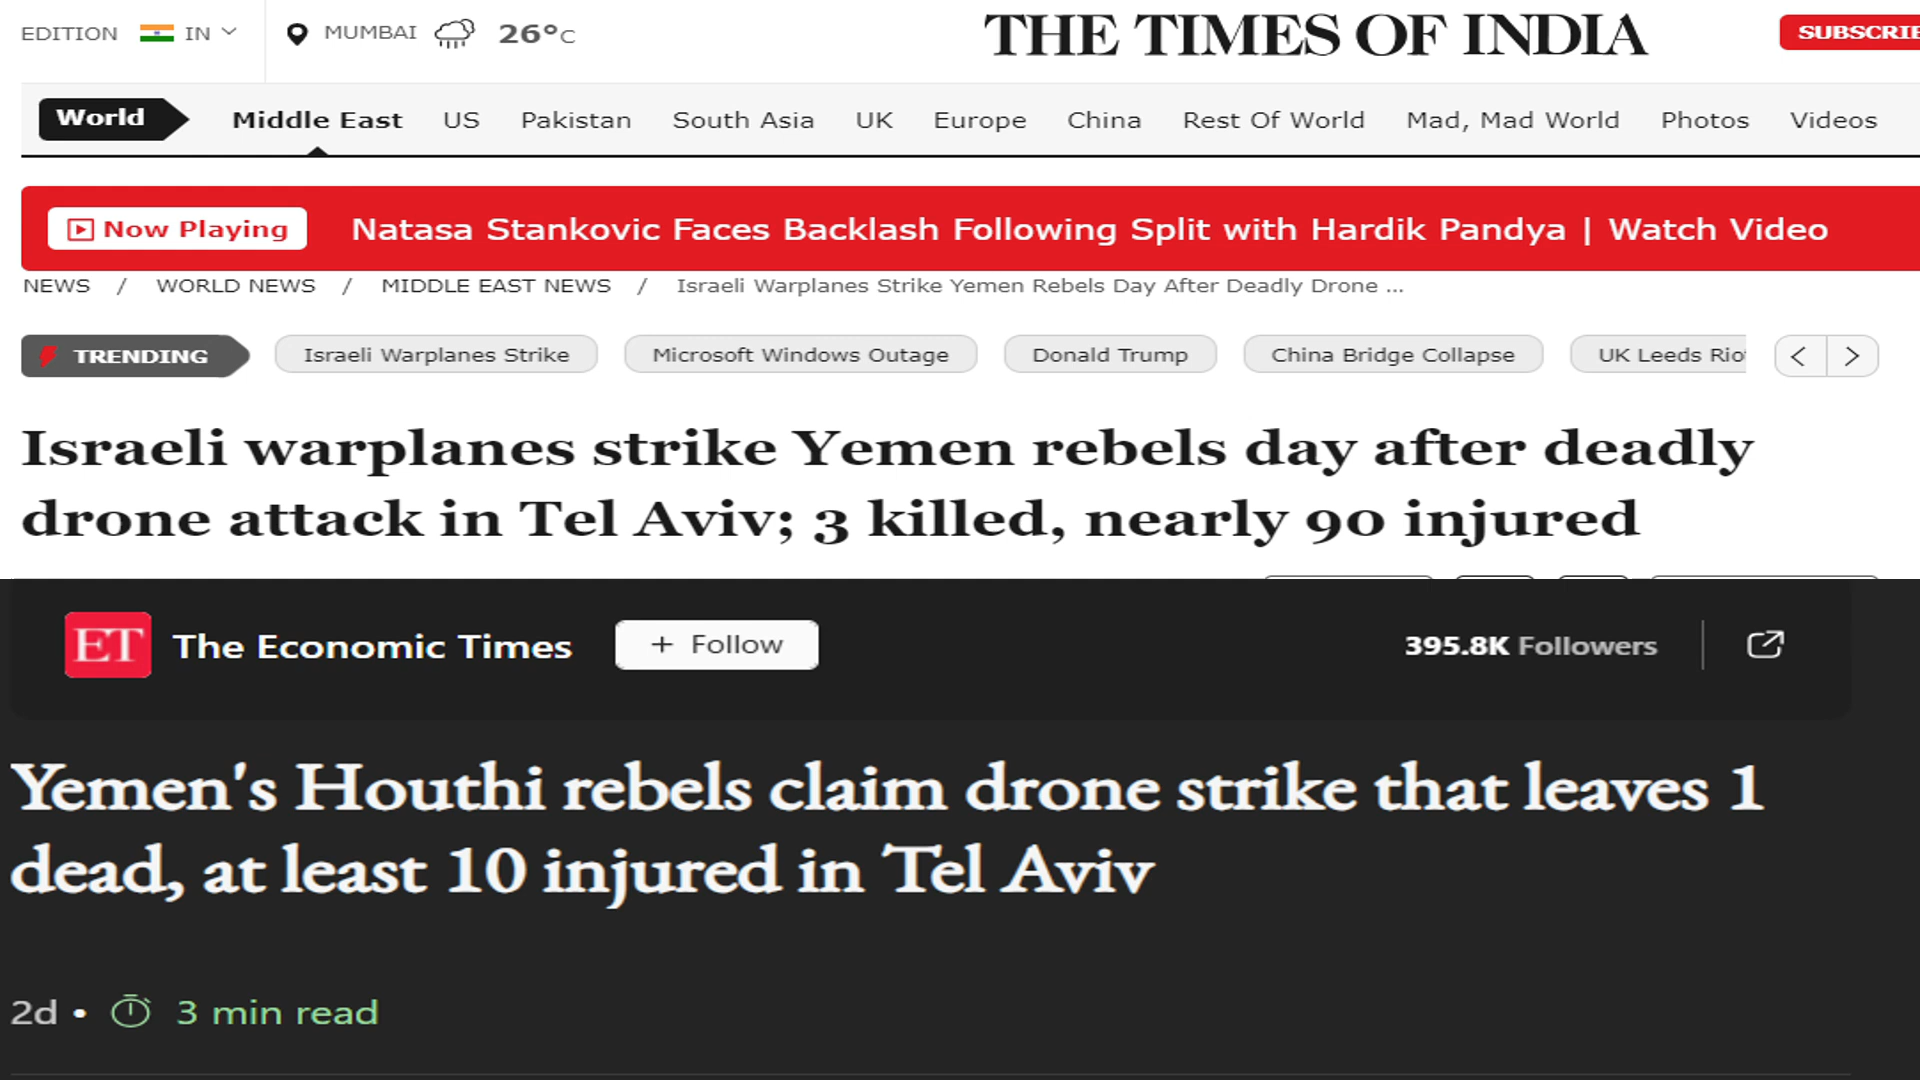 EDITION IN MUMBAI 26°C THE TIMES OF INDIA
World Middle East US Pakistan South Asia UK Europe China Rest Of World Mad, Mad World Photos Videos
Now Playing Natasa Stankovic Faces Backlash Following Split with Hardik Pandya | Watch Video
NEWS / WORLD NEWS / MIDDLE EAST NEWS / Israeli Warplanes Strike Yemen Rebels Day After Deadly Drone ...
TRENDING Israeli Warplanes Strike Microsoft Windows Outage Donald Trump China Bridge Collapse UK Leeds
Israeli warplanes strike Yemen rebels day after deadly
drone attack in Tel Aviv; 3 killed, nearly 90 injured
ET The Economic Times + Follow 395.8K Followers
Yemen's Houthi rebels claim drone strike that leaves 1
dead, at least 10 injured in Tel Aviv
2d • 3 min read